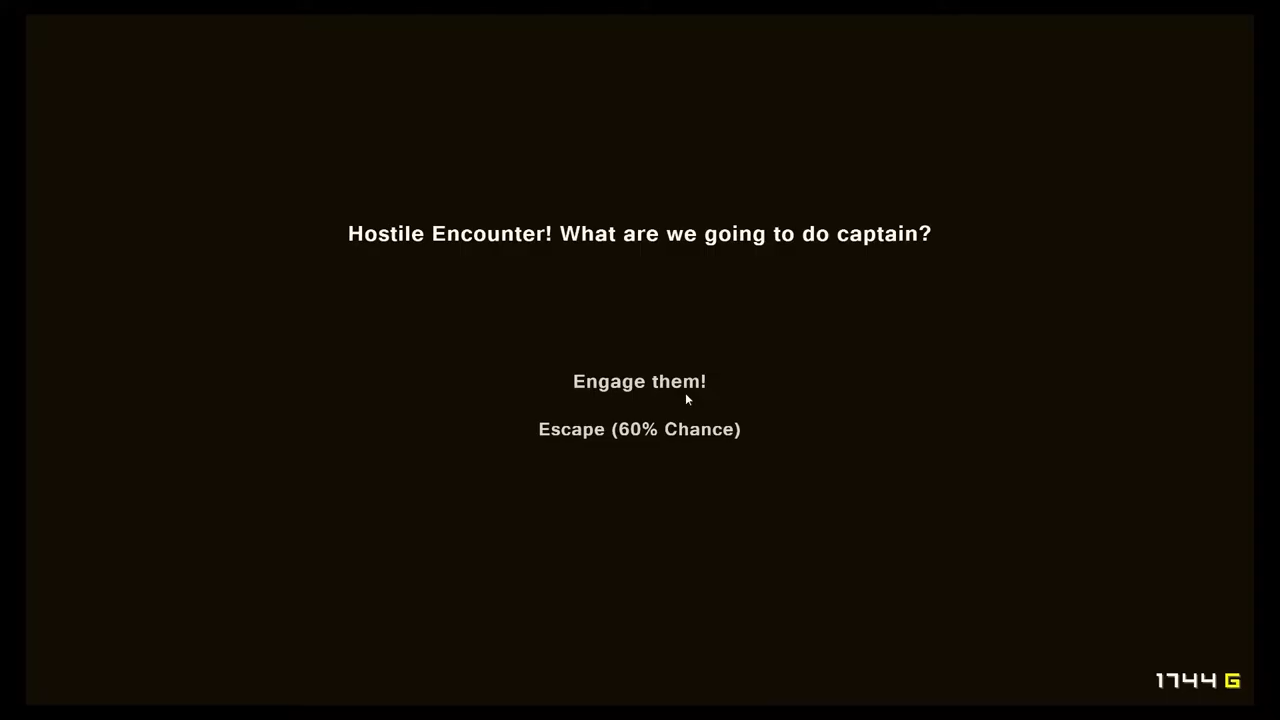 Hostile Encounter! What are we going to do captain?
Engage them!
Escape (60% Chance)
1744 G